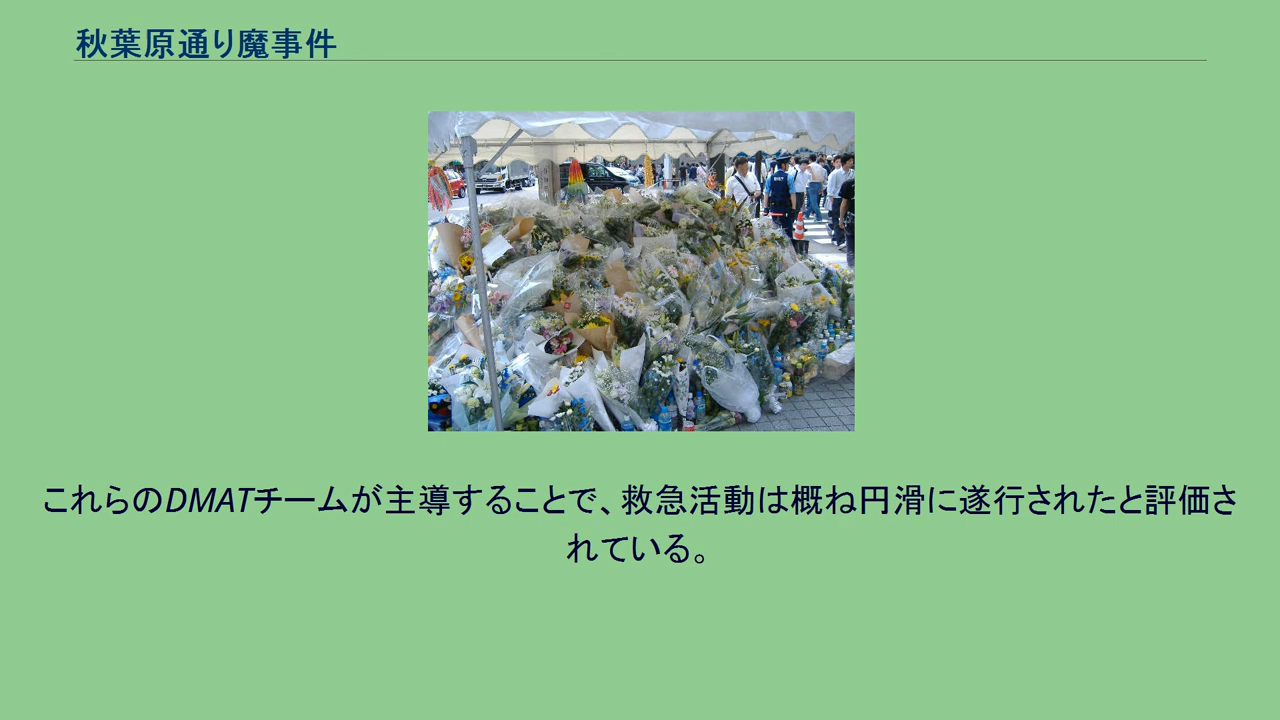 秋葉原通り魔事件
これらのDMATチームが主導することで、救急活動は概ね円滑に遂行されたと評価さ
れている。